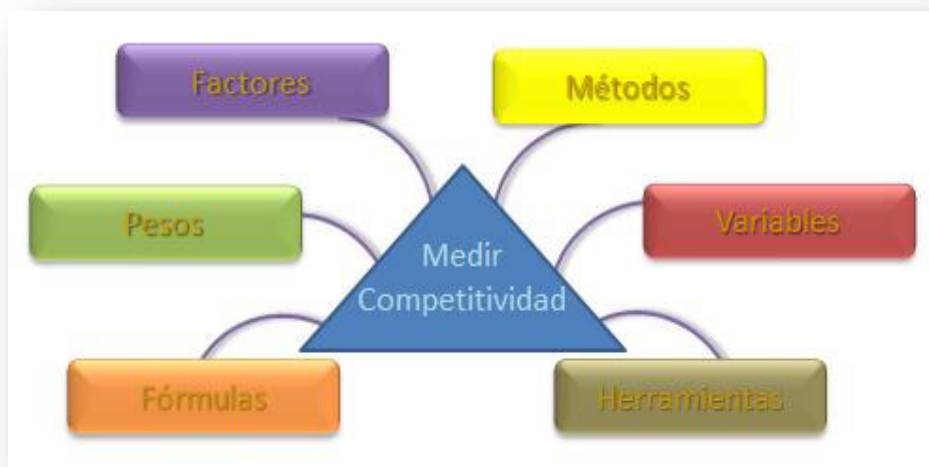 Factores
Métodos
Pesos
Variables
Medir
Competitividad
Fórmulas
Herramientas